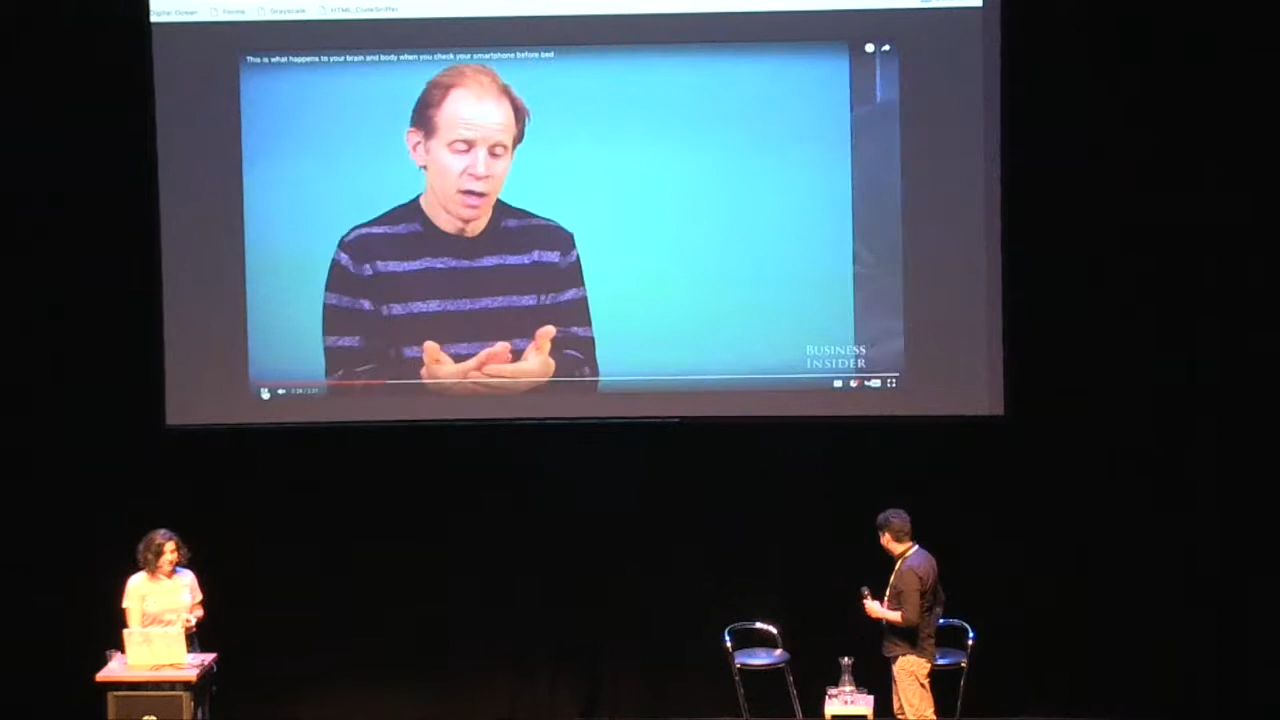 Digital Ocean Forms Grayscale HTML_CodeSniffer
This is what happens to your brain and body when you check your smartphone before bed
BUSINESS
INSIDER